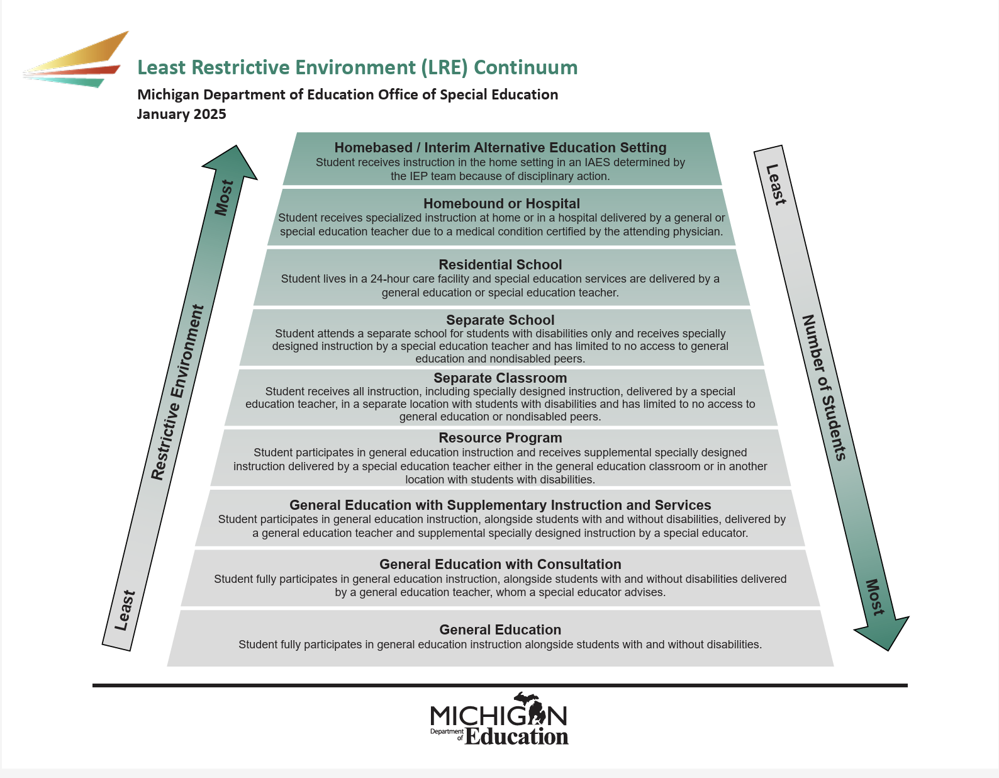 Least Restrictive Environment (LRE) Continuum
Michigan Department of Education Office of Special Education
January 2025
Homebased / Interim Alternative Education Setting
Student receives instruction in the home setting in an IAES determined by
the IEP team because of disciplinary action.
Homebound or Hospital
Student receives specialized instruction at home or in a hospital delivered by a general or
special education teacher due to a medical condition certified by the attending physician.
Residential School
Student lives in a 24-hour care facility and special education services are delivered by a
general education or special education teacher.
Separate School
Student attends a separate school for students with disabilities only and receives specially
designed instruction by a special education teacher and has limited to no access to general
education and nondisabled peers.
Separate Classroom
Student receives all instruction, including specially designed instruction, delivered by a special
education teacher, in a separate location with students with disabilities and has limited to no access to
general education or nondisabled peers.
Resource Program
Student participates in general education instruction and receives supplemental specially designed
instruction delivered by a special education teacher either in the general education classroom or in another
location with students with disabilities.
General Education with Supplementary Instruction and Services
Student participates in general education instruction, alongside students with and without disabilities, delivered by
a general education teacher and supplemental specially designed instruction by a special educator.
General Education with Consultation
Student fully participates in general education instruction, alongside students with and without disabilities delivered
by a general education teacher, whom a special educator advises.
General Education
Student fully participates in general education instruction alongside students with and without disabilities.
Most
Restrictive Environment
Least
Least
Number of Students
Most
MICHIGAN
Department
of Education